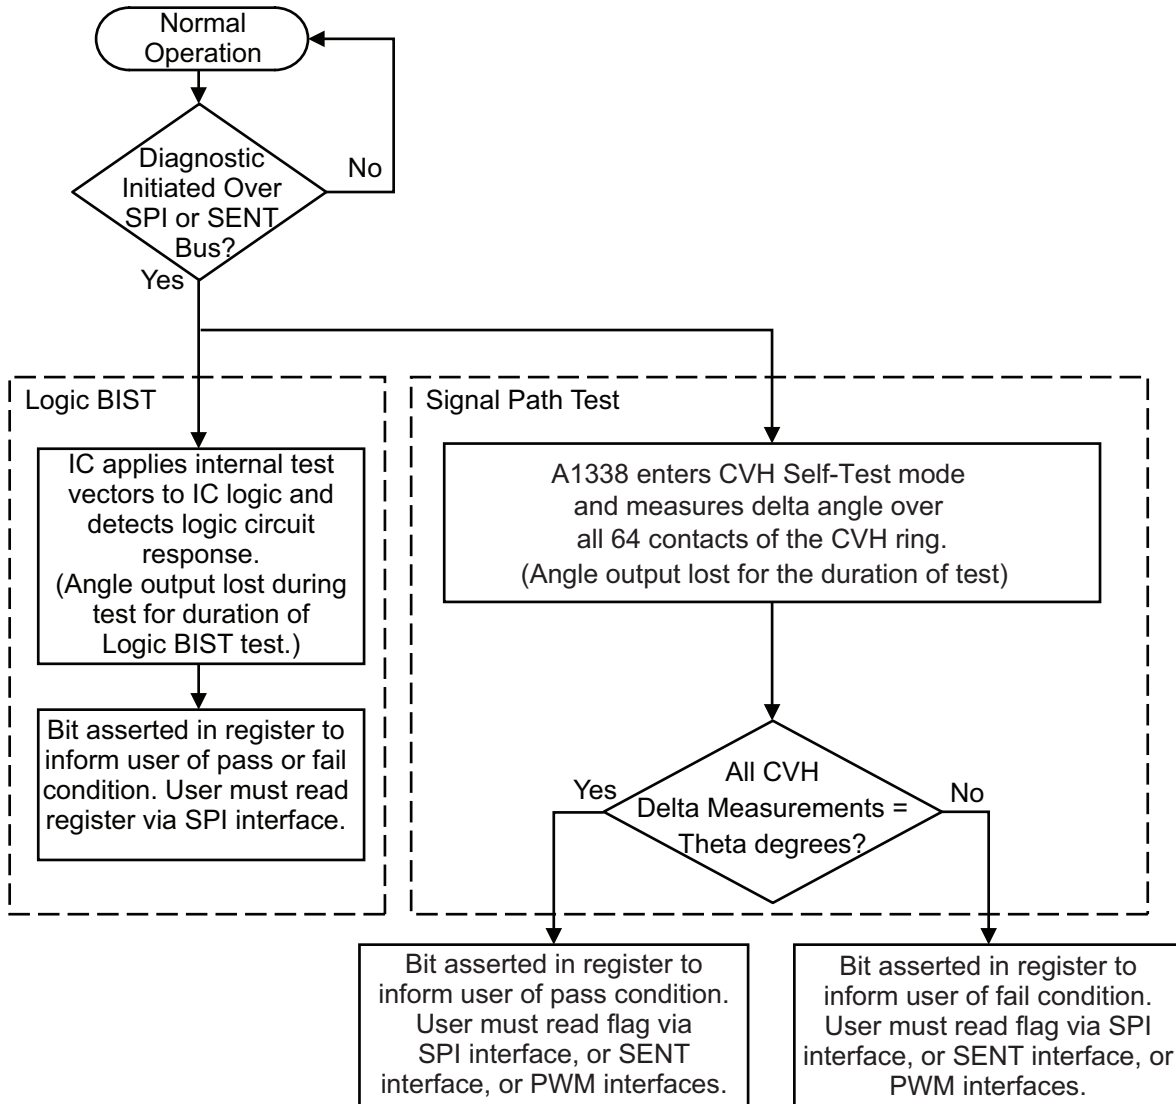 Normal
Operation
Diagnostic
Initiated Over
SPI or SENT
Bus?
No
Yes
Logic BIST
IC applies internal test
vectors to IC logic and
detects logic circuit
response.
(Angle output lost during
test for duration of
Logic BIST test.)
Bit asserted in register to
inform user of pass or fail
condition. User must read
register via SPI interface.
Signal Path Test
A1338 enters CVH Self-Test mode
and measures delta angle over
all 64 contacts of the CVH ring.
(Angle output lost for the duration of test)
All CVH
Delta Measurements =
Theta degrees?
Yes
No
Bit asserted in register to
inform user of pass condition.
User must read flag via
SPI interface, or SENT
interface, or PWM interfaces.
Bit asserted in register to
inform user of fail condition.
User must read flag via SPI
interface, or SENT interface, or
PWM interfaces.